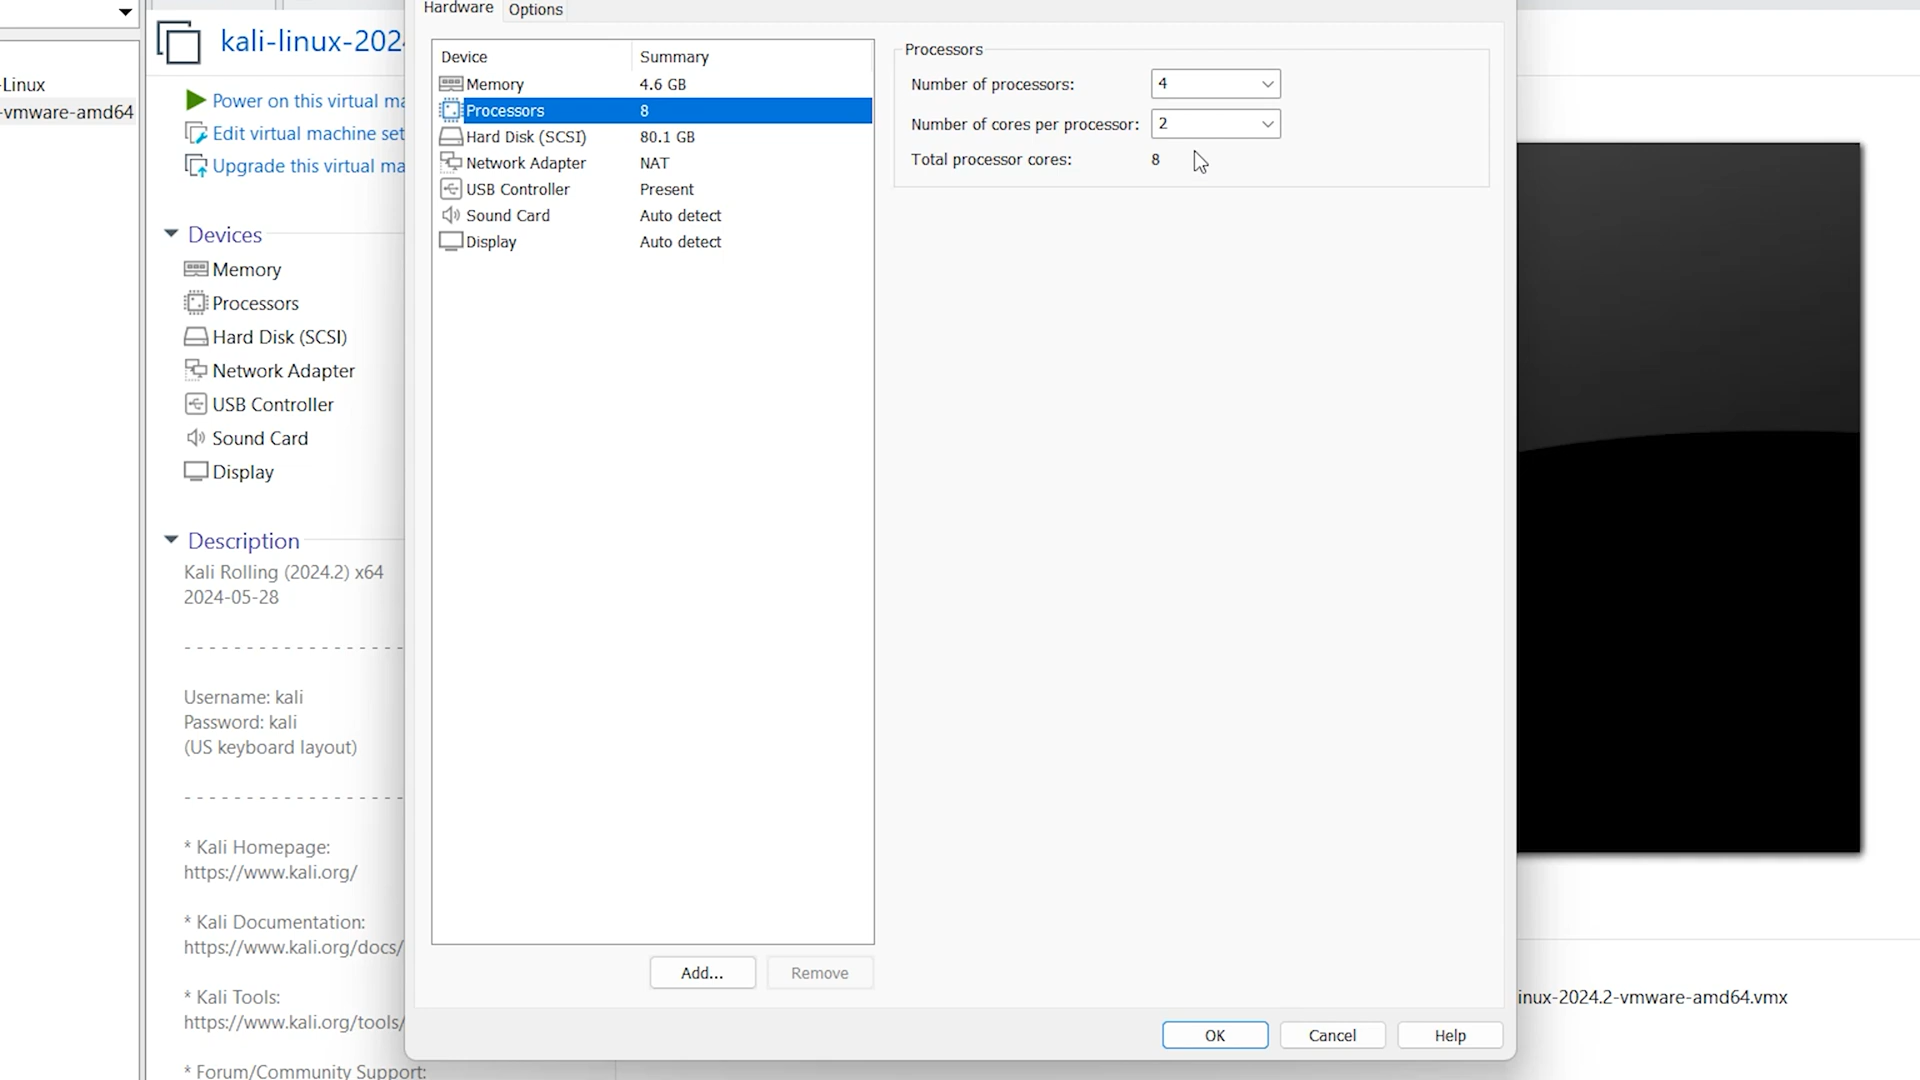 -Linux
-vmware-amd64
kali-linux-202
Power on this virtual ma
Edit virtual machine set
Upgrade this virtual ma
Devices
Memory
Processors
Hard Disk (SCSI)
Network Adapter
USB Controller
Sound Card
Display
Description
Kali Rolling (2024.2) x64
2024-05-28
- - - - - - - - - - - - - - - - - - -
Username: kali
Password: kali
(US keyboard layout)
- - - - - - - - - - - - - - - - - - -
* Kali Homepage:
https://www.kali.org/
* Kali Documentation:
https://www.kali.org/docs/
* Kali Tools:
https://www.kali.org/tools/
* Forum/Community Support:
Hardware Options
Device Summary
Memory 4.6 GB
Processors 8
Hard Disk (SCSI) 80.1 GB
Network Adapter NAT
USB Controller Present
Sound Card Auto detect
Display Auto detect
Add... Remove
Processors
Number of processors: 4
Number of cores per processor: 2
Total processor cores: 8
OK Cancel Help
inux-2024.2-vmware-amd64.vmx